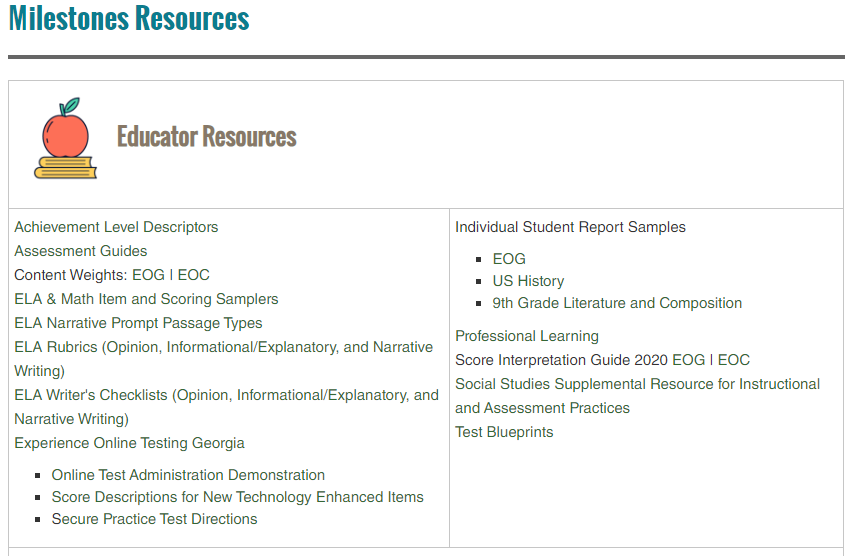 Milestones Resources
Educator Resources
Achievement Level Descriptors
Assessment Guides
Content Weights: EOG | EOC
ELA & Math Item and Scoring Samplers
ELA Narrative Prompt Passage Types
ELA Rubrics (Opinion, Informational/Explanatory, and Narrative
Writing)
ELA Writer's Checklists (Opinion, Informational/Explanatory, and
Narrative Writing)
Experience Online Testing Georgia
Online Test Administration Demonstration
Score Descriptions for New Technology Enhanced Items
Secure Practice Test Directions
Individual Student Report Samples
EOG
US History
9th Grade Literature and Composition
Professional Learning
Score Interpretation Guide 2020 EOG | EOC
Social Studies Supplemental Resource for Instructional
and Assessment Practices
Test Blueprints